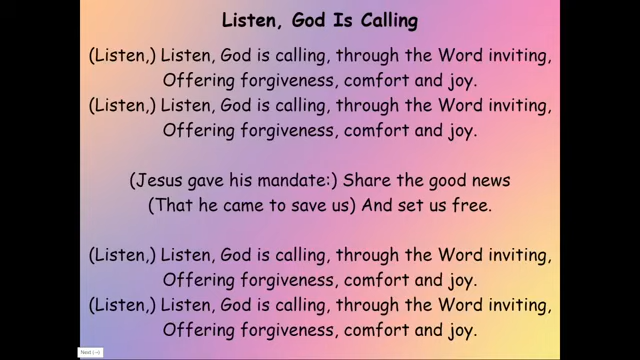 Listen, God Is Calling
(Listen,) Listen, God is calling, through the Word inviting,
Offering forgiveness, comfort and joy.
(Listen,) Listen, God is calling, through the Word inviting,
Offering forgiveness, comfort and joy.
(Jesus gave his mandate:) Share the good news
(That he came to save us) And set us free.
(Listen,) Listen, God is calling, through the Word inviting,
Offering forgiveness, comfort and joy.
(Listen,) Listen, God is calling, through the Word inviting,
Offering forgiveness, comfort and joy.
Next (→)